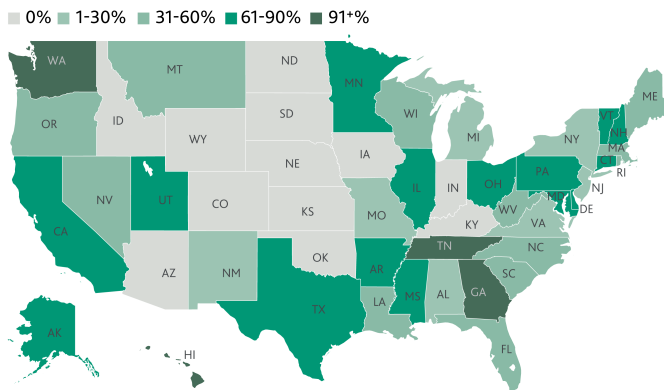 0% 1-30% 31-60% 61-90% 91+%
WA
MT
ND
MN
ME
VT
NH
OR
ID
SD
WI
MI
NY
MA
WY
IA
CT
RI
NE
PA
NV
UT
IL
IN
OH
NJ
MD
CO
KS
MO
WV
DE
CA
KY
VA
TN
NC
AZ
NM
OK
AR
SC
MS
AL
GA
TX
LA
AK
HI
FL